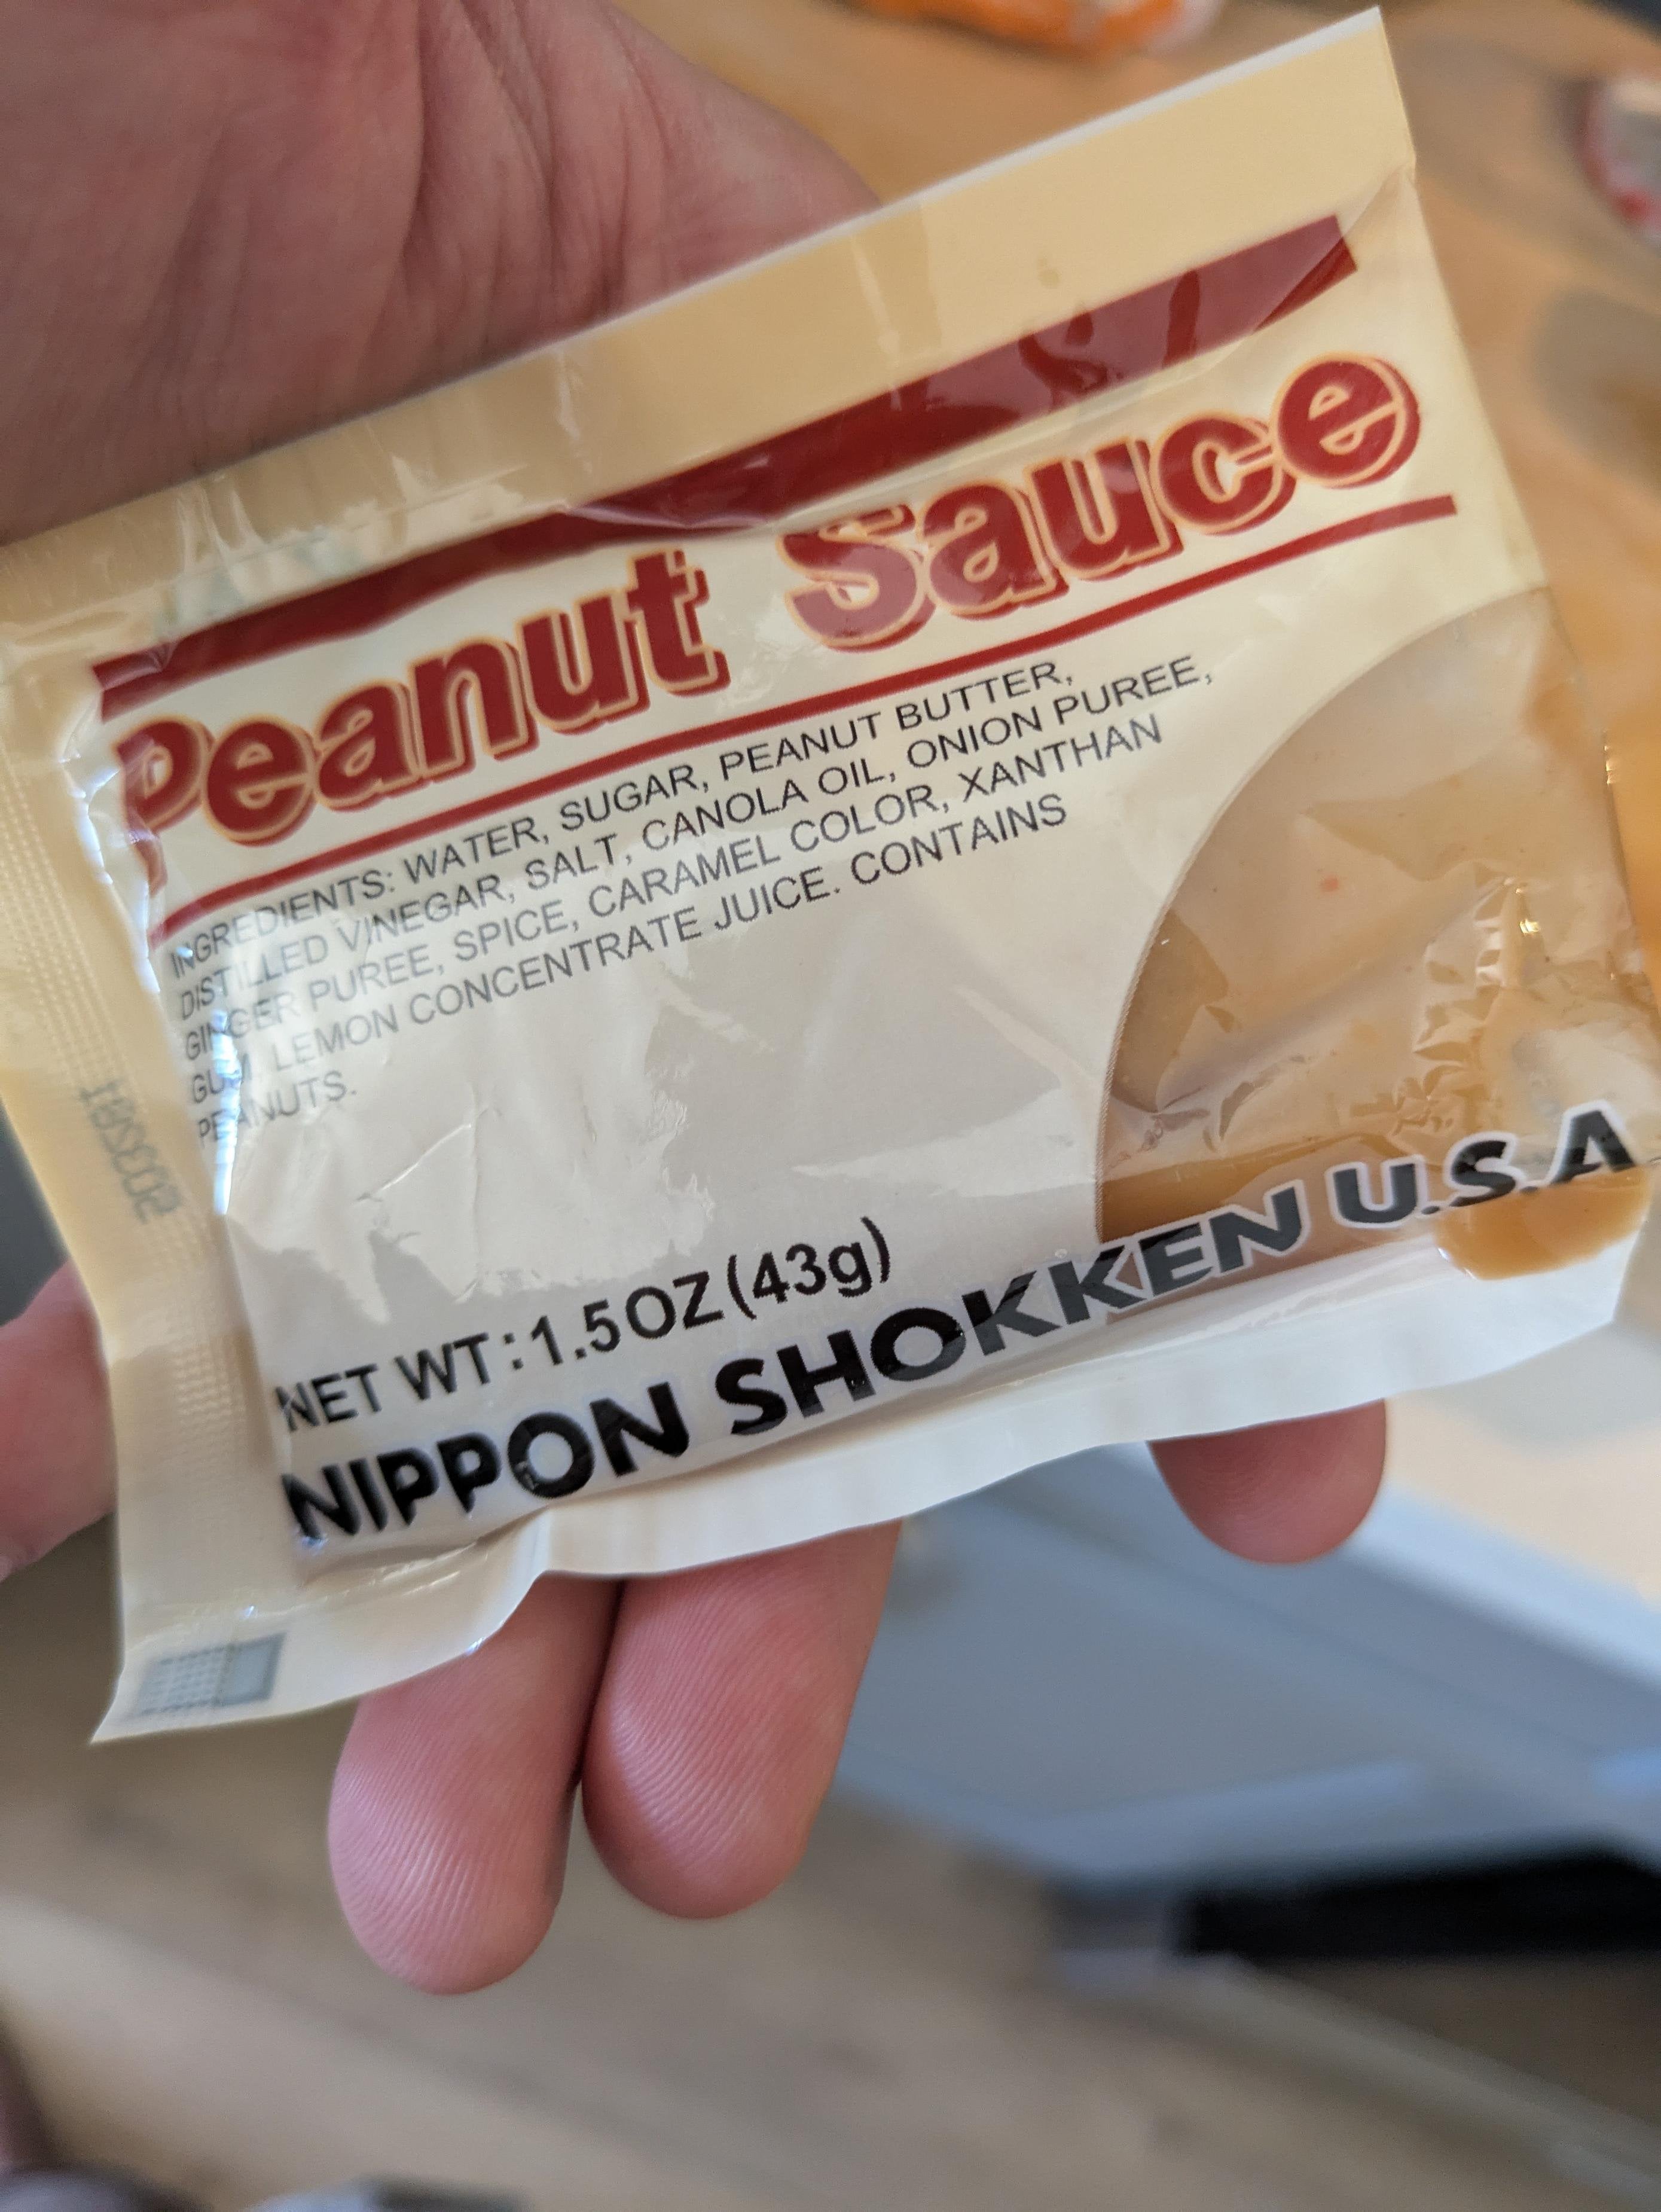 Peanut Sauce
INGREDIENTS: WATER, SUGAR, PEANUT BUTTER,
DISTILLED VINEGAR, SALT, CANOLA OIL, ONION PUREE,
GINGER PUREE, SPICE, CARAMEL COLOR, XANTHAN
GUM, LEMON CONCENTRATE JUICE. CONTAINS
PEANUTS.
NET WT:1.5OZ(43g)
NIPPON SHOKKEN U.S.A